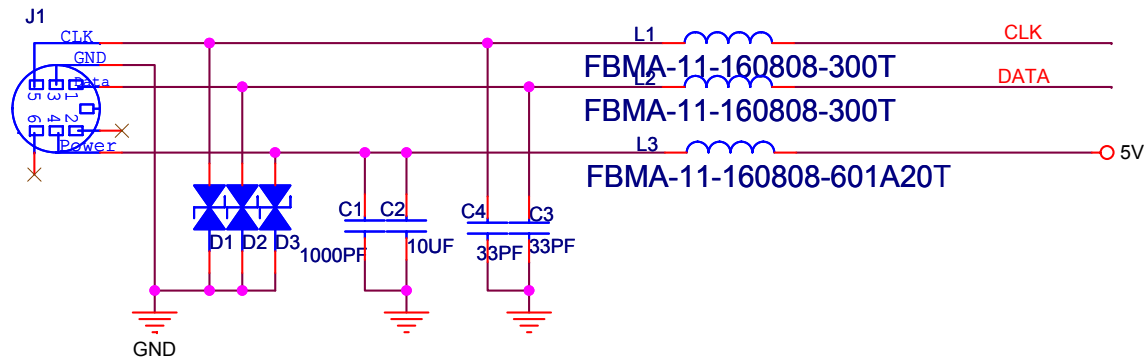 J1
CLK
GND
Data
Power
5 3 1
6 4 2
L1
CLK
FBMA-11-160808-300T
L2
DATA
FBMA-11-160808-300T
L3
5V
FBMA-11-160808-601A20T
D1 D2 D3
C1 C2
1000PF 10UF
C4 C3
33PF 33PF
GND